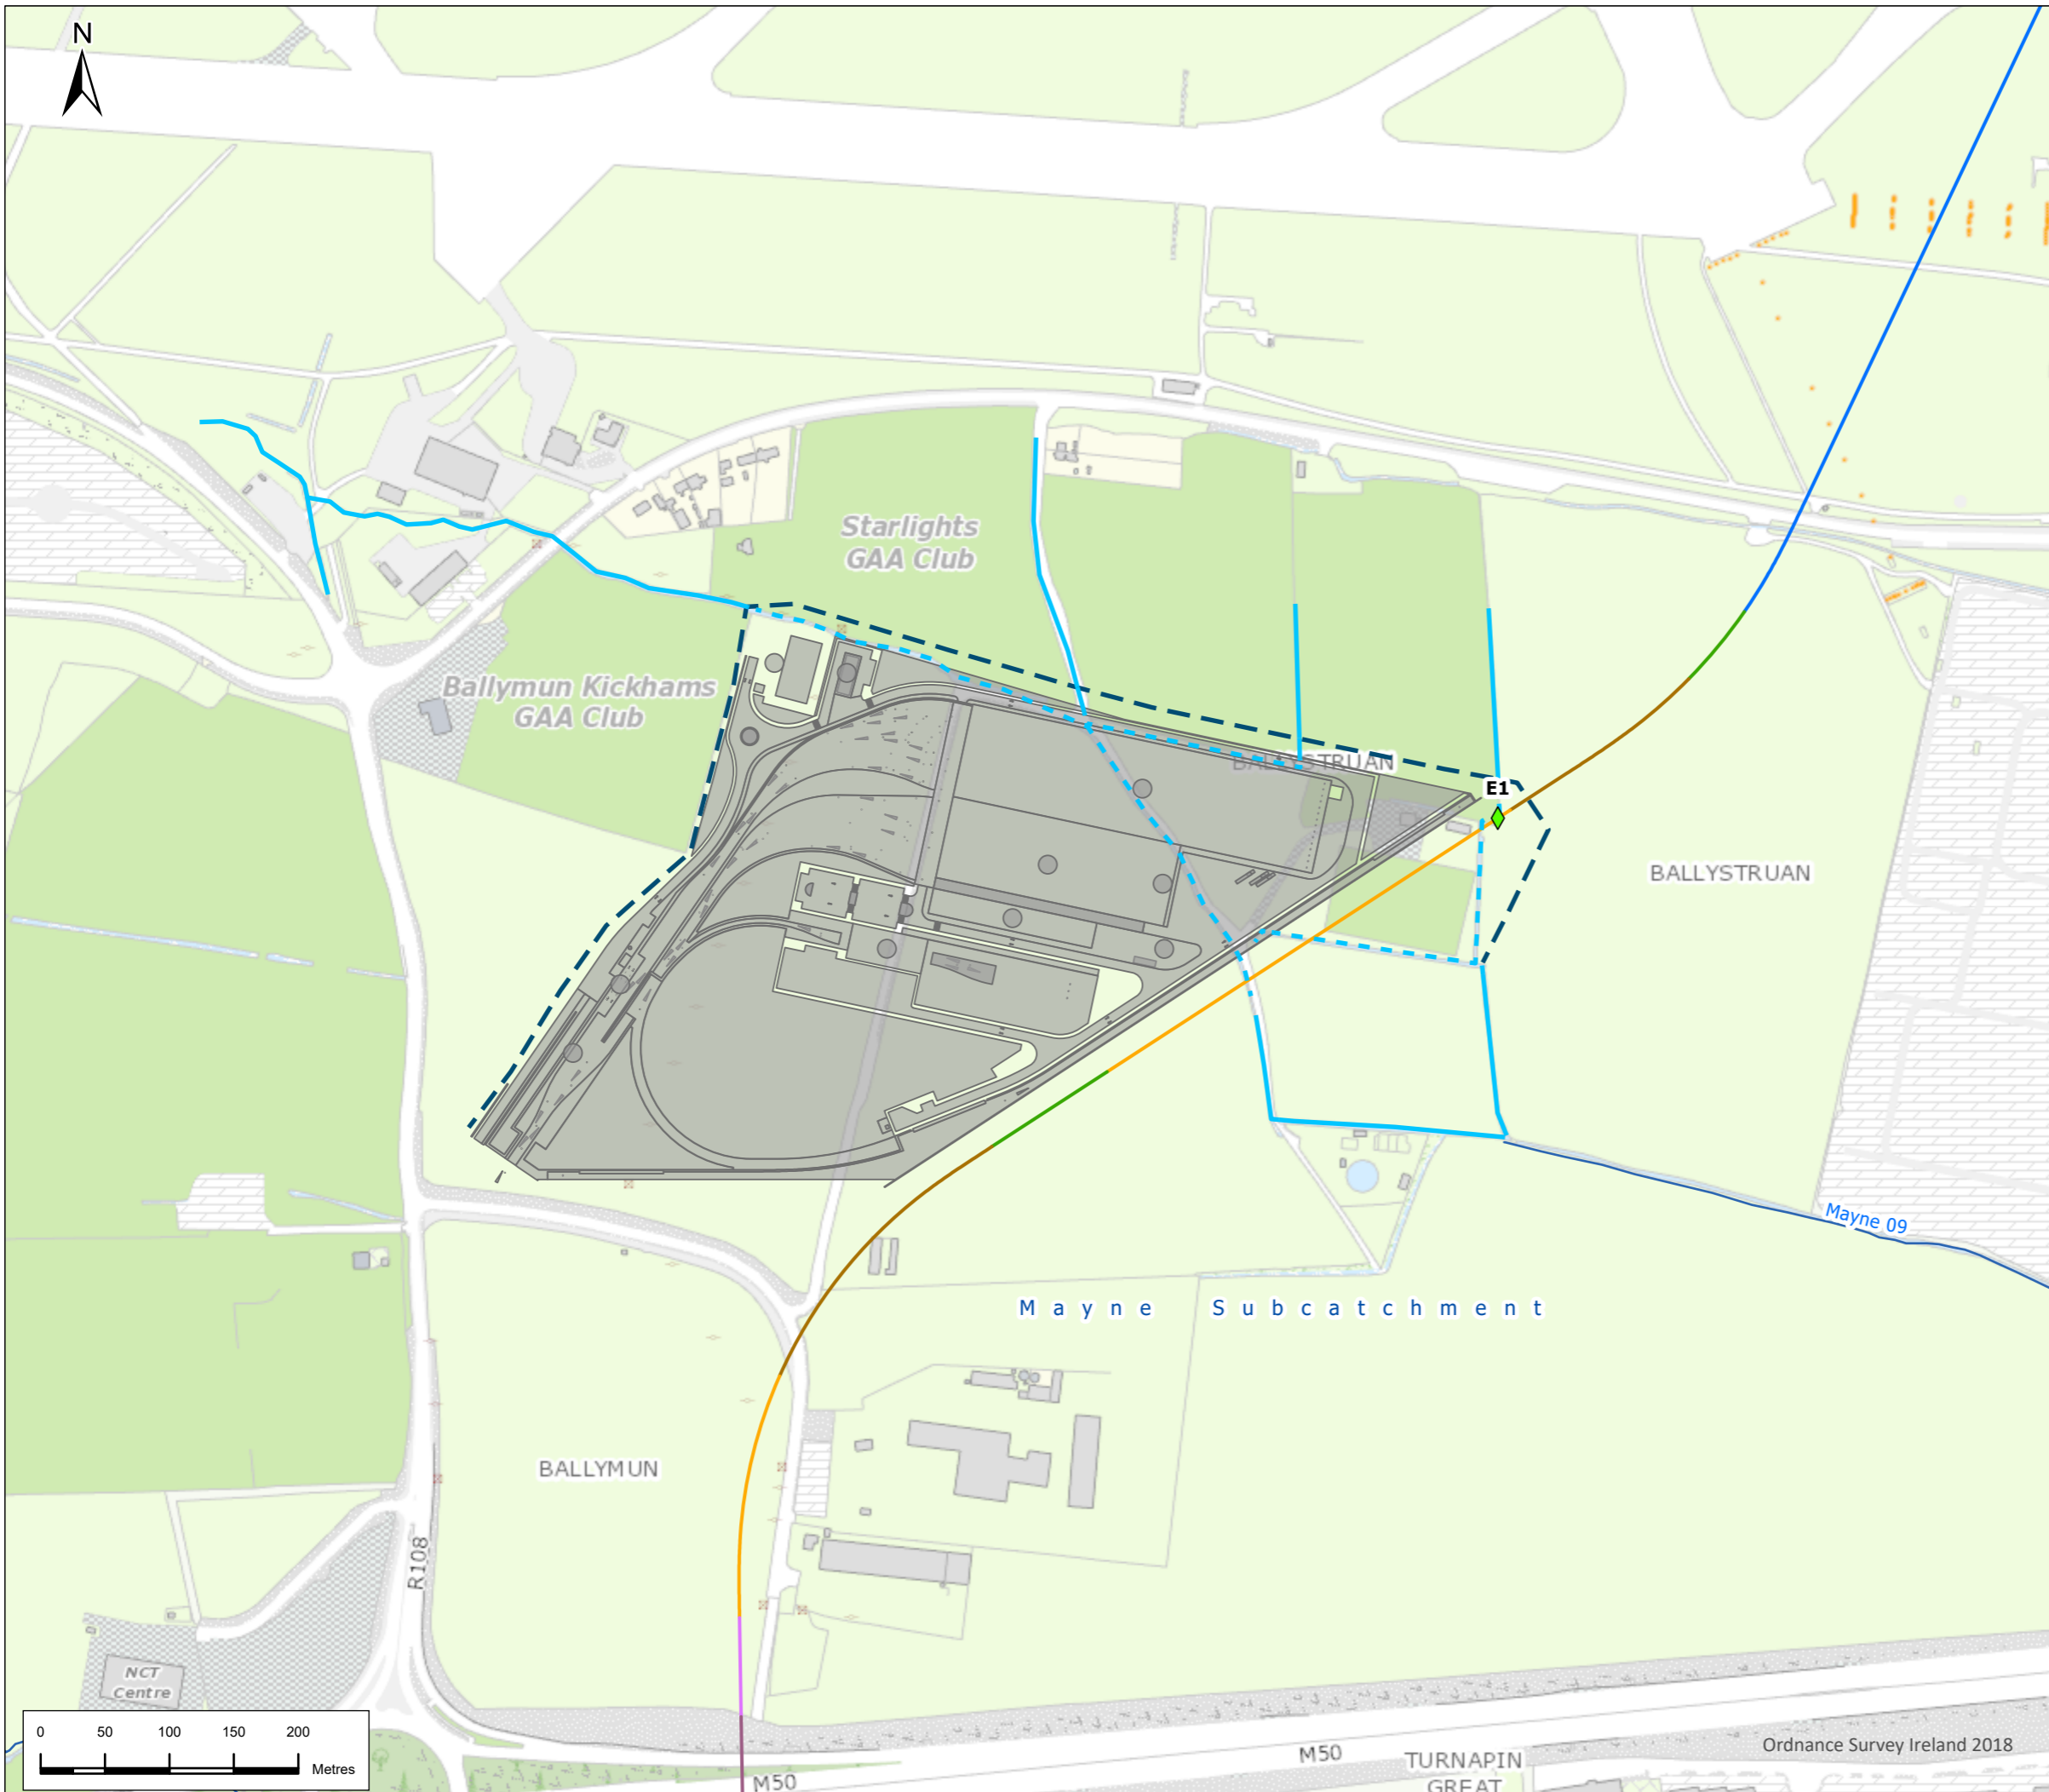 N
Starlights
GAA Club
Ballymun Kickhams
GAA Club
BALLYSTRUAN
E1
BALLYSTRUAN
Mayne 09
Mayne Subcatchment
BALLYMUN
R108
NCT
Centre
0 50 100 150 200
Metres
M50
M50
TURNAPIN
GREAT
Ordnance Survey Ireland 2018